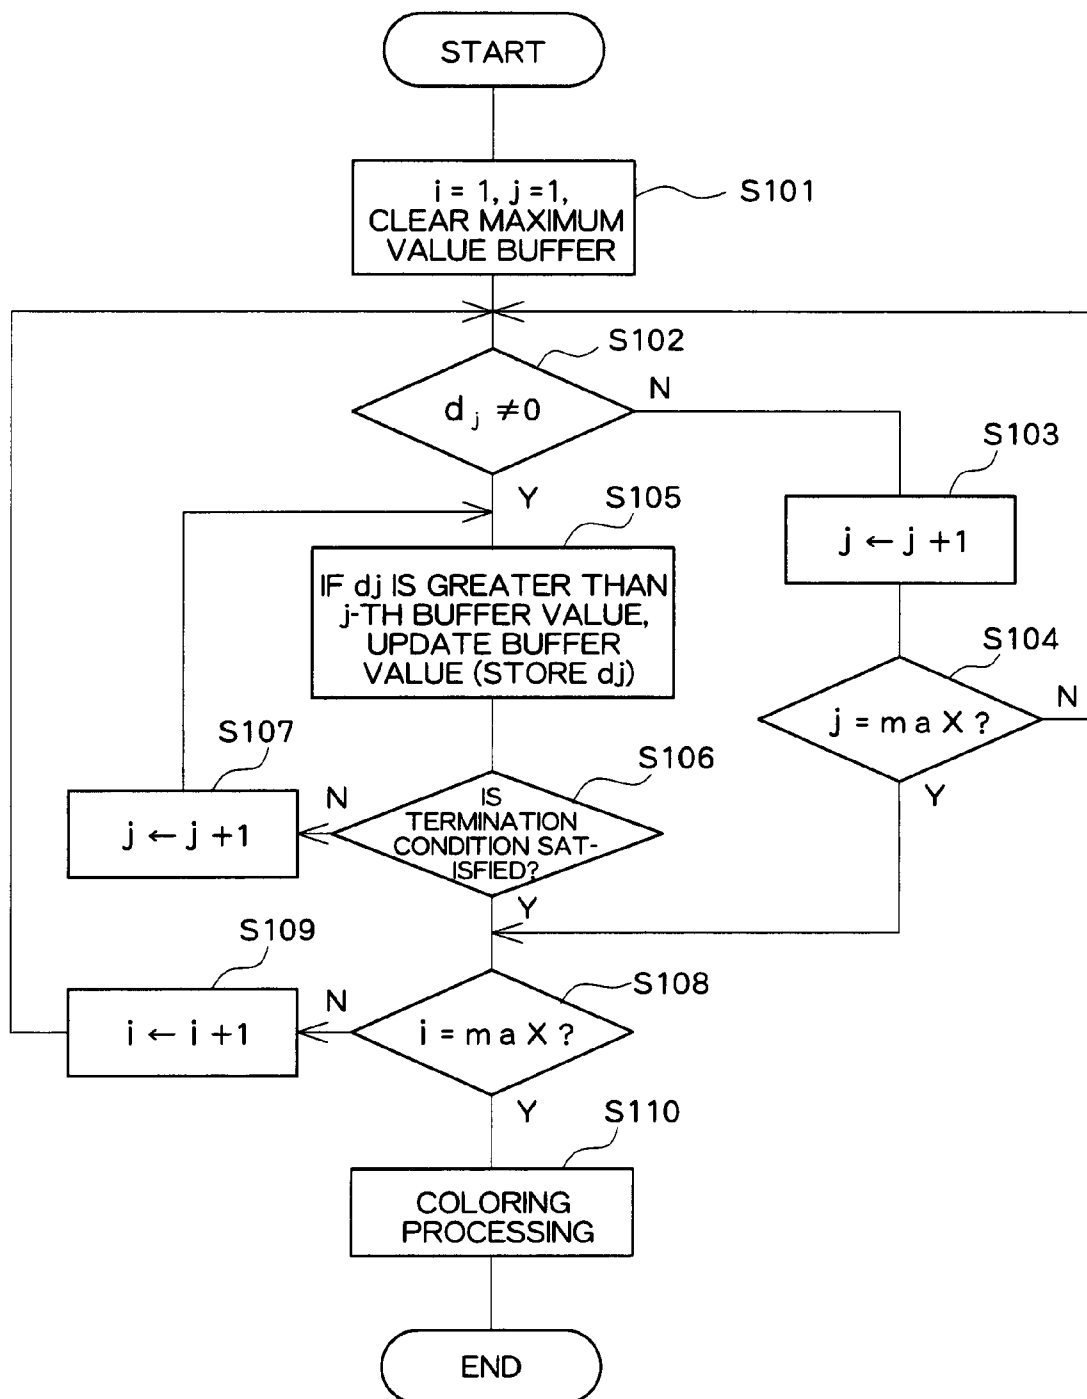 START
i = 1, j =1,
CLEAR MAXIMUM
VALUE BUFFER
S101
S102
d j ≠0
N
Y
S103
j ← j +1
S104
j = m a X ?
N
Y
S105
IF dj IS GREATER THAN
j-TH BUFFER VALUE,
UPDATE BUFFER
VALUE (STORE dj)
S107
j ← j +1
S106
N
IS
TERMINATION
CONDITION SAT-
ISFIED?
Y
S109
i ← i +1
S108
N
i = m a X ?
Y
S110
COLORING
PROCESSING
END